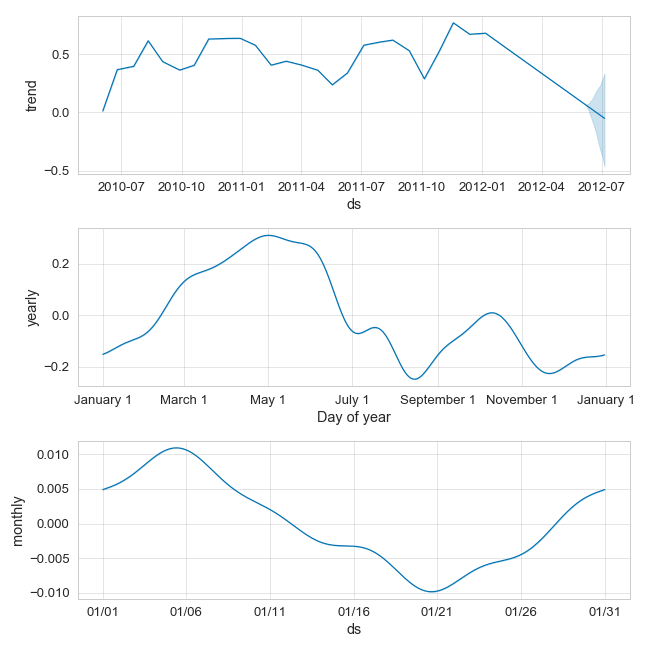 trend
0.5
0.0
−0.5
2010-07 2010-10 2011-01 2011-04 2011-07 2011-10 2012-01 2012-04 2012-07
ds
yearly
0.2
0.0
−0.2
January 1 March 1 May 1 July 1 September 1 November 1 January 1
Day of year
monthly
0.010
0.005
0.000
−0.005
−0.010
01/01 01/06 01/11 01/16 01/21 01/26 01/31
ds